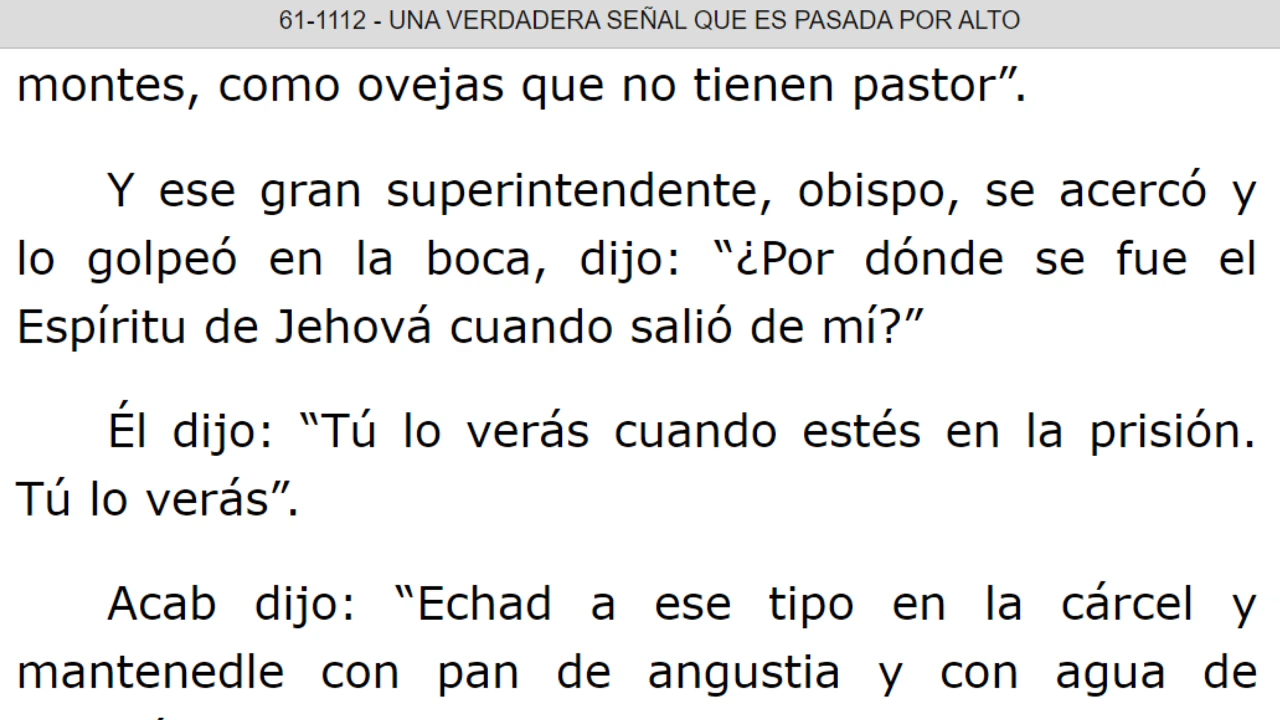 61-1112 - UNA VERDADERA SEÑAL QUE ES PASADA POR ALTO
montes, como ovejas que no tienen pastor”.
Y ese gran superintendente, obispo, se acercó y
lo golpeó en la boca, dijo: “¿Por dónde se fue el
Espíritu de Jehová cuando salió de mí?”
Él dijo: “Tú lo verás cuando estés en la prisión.
Tú lo verás”.
Acab dijo: “Echad a ese tipo en la cárcel y
mantenedle con pan de angustia y con agua de